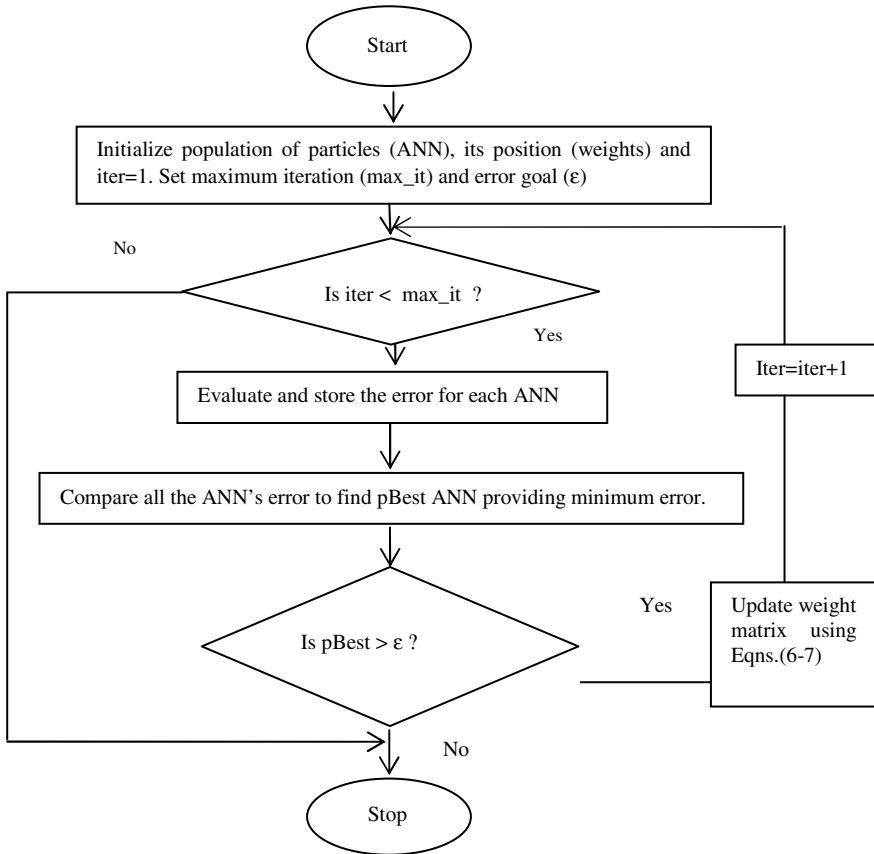 Start
Initialize population of particles (ANN), its position (weights) and
iter=1. Set maximum iteration (max_it) and error goal (ε)
No
Is iter < max_it ?
Yes
Iter=iter+1
Evaluate and store the error for each ANN
Compare all the ANN’s error to find pBest ANN providing minimum error.
Is pBest > ε ?
Yes
Update weight
matrix using
Eqns.(6-7)
No
Stop